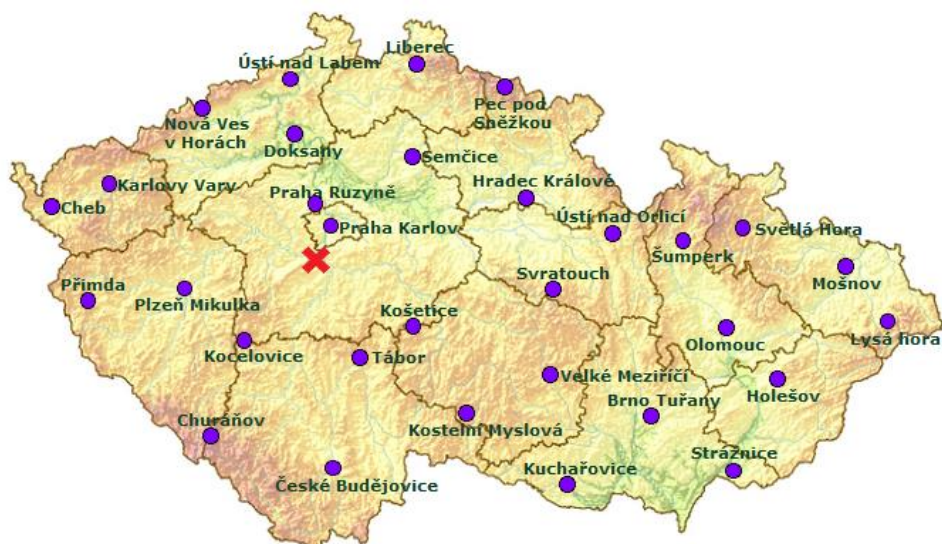 Liberec
Ústí nad Labem
Pec pod
Sněžkou
Nová Ves
v Horách
Doksany
Semčice
Karlovy Vary
Praha Ruzyně
Hradec Králové
Cheb
Praha Karlov
Ústí nad Orlicí
Světlá Hora
Šumperk
Přimda
Svratouch
Mošnov
Plzeň Mikulka
Košetice
Olomouc
Lysá hora
Kocelovice
Tábor
Velké Meziříčí
Holešov
Brno Tuřany
Churáňov
Kostelní Myslová
Strážnice
Kuchařovice
České Budějovice